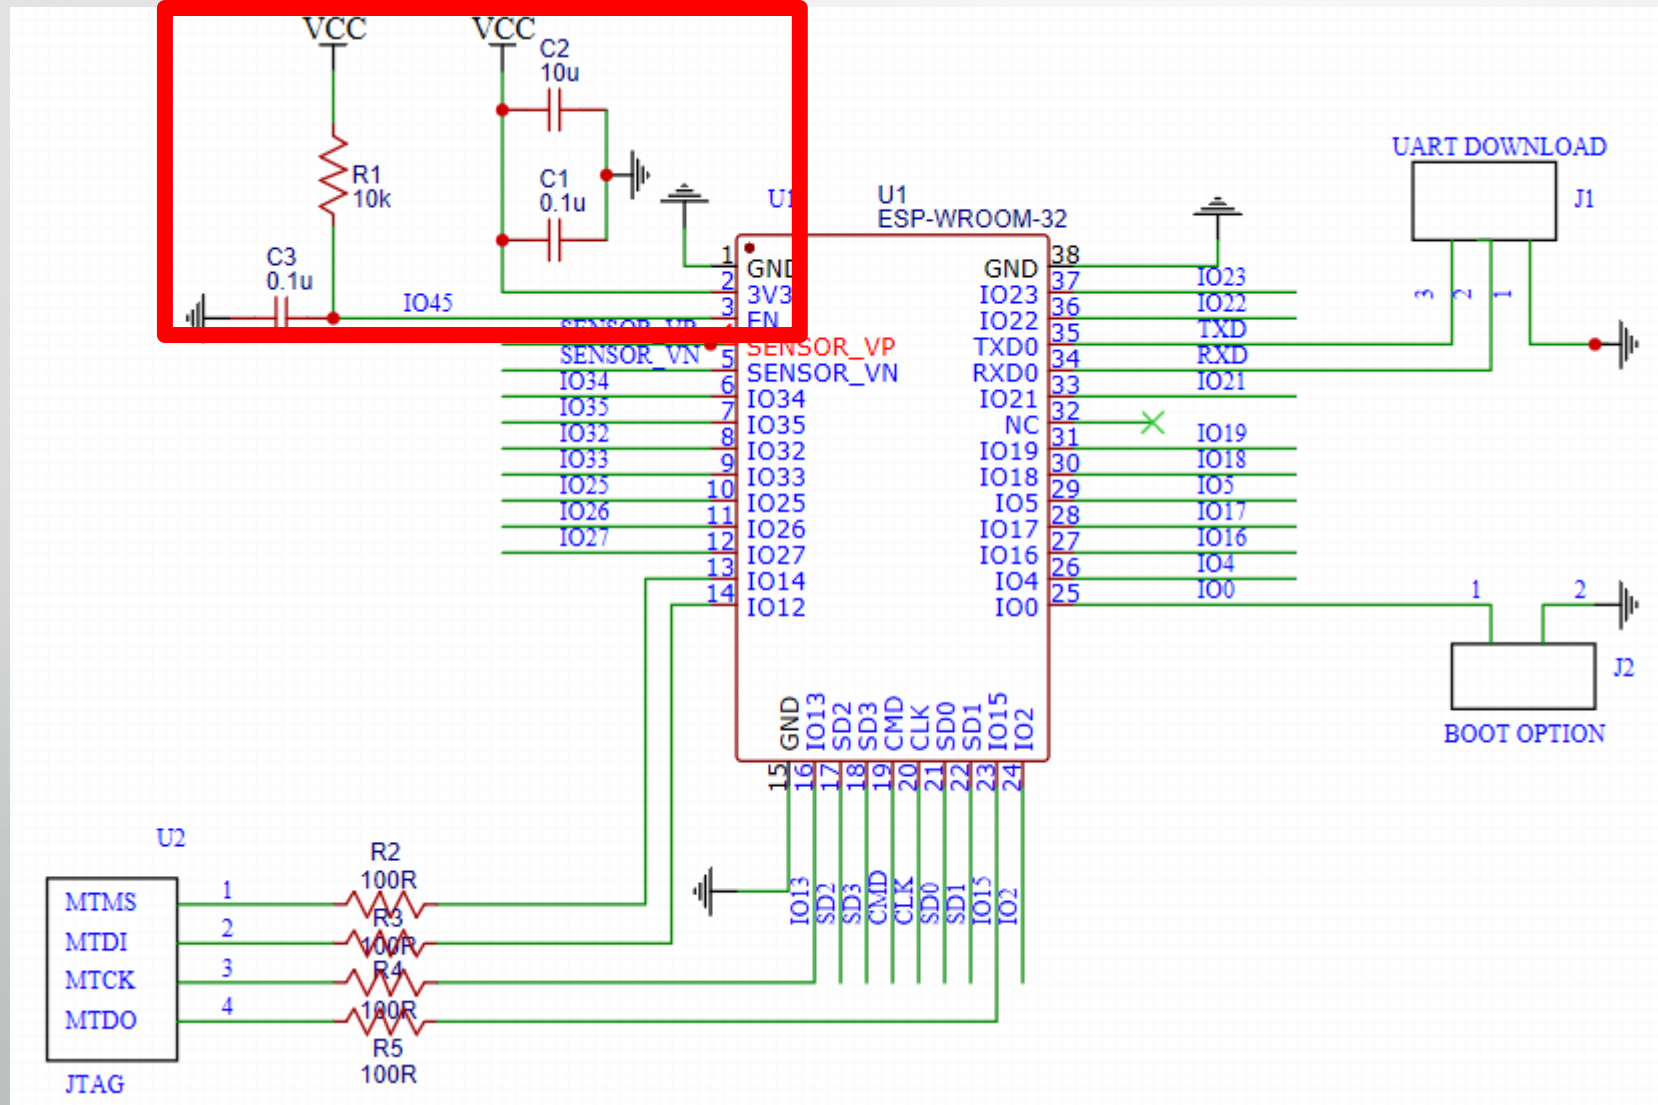 VCC
VCC
C2
10u
R1
10k
C1
0.1u
C3
0.1u
IO45
U1
U1
ESP-WROOM-32
1
GND
2
3V3
3
EN
SENSOR_VP
SENSOR_VP
SENSOR_VN
5
SENSOR_VN
IO34
6
IO34
IO35
7
IO35
IO32
8
IO32
IO33
9
IO33
IO25
10
IO25
IO26
11
IO26
IO27
12
IO27
13
IO14
14
IO12
GND
38
IO23
37
IO23
IO22
36
IO22
TXD0
35
TXD
RXD0
34
RXD
IO21
33
IO21
NC
32
IO19
31
IO19
IO18
30
IO18
IO5
29
IO5
IO17
28
IO17
IO16
27
IO16
IO4
26
IO4
IO0
25
IO0
UART DOWNLOAD
J1
3
2
1
1
2
J2
BOOT OPTION
GND
IO13
SD2
SD3
CMD
CLK
SD0
SD1
IO15
IO2
15
16
17
18
19
20
21
22
23
24
IO13
SD2
SD3
CMD
CLK
SD0
SD1
IO15
IO2
U2
MTMS
1
MTDI
2
MTCK
3
MTDO
4
JTAG
R2
100R
R3
100R
R4
100R
R5
100R